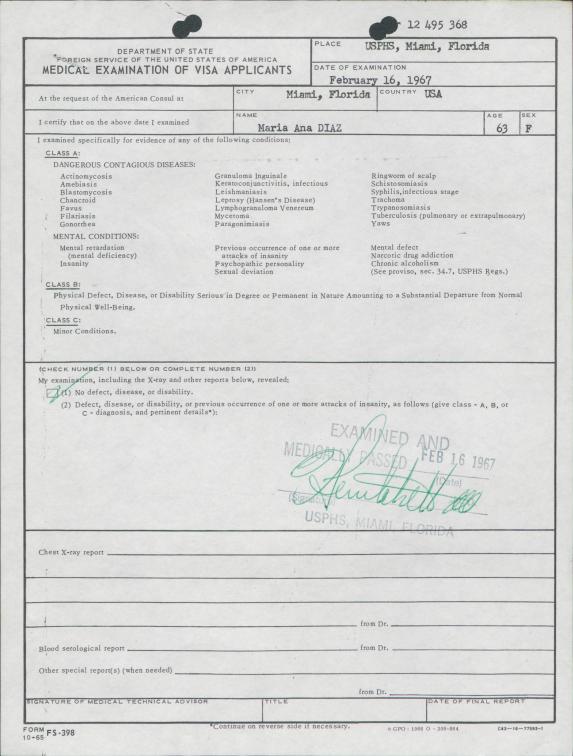 12 495 368
DEPARTMENT OF STATE
*FOREIGN SERVICE OF THE UNITED STATES OF AMERICA
MEDICAL EXAMINATION OF VISA APPLICANTS
PLACE
USPHS, Miami, Florida
DATE OF EXAMINATION
February 16, 1967
At the request of the American Consul at
CITY
Miami, Florida
COUNTRY
USA
I certify that on the above date I examined
NAME
Maria Ana DIAZ
AGE
63
SEX
F
I examined specifically for evidence of any of the following conditions:
CLASS A:
DANGEROUS CONTAGIOUS DISEASES:
Actinomycosis
Amebiasis
Blastomycosis
Chancroid
Favus
Filariasis
Gonorrhea
Granuloma Inguinale
Keratoconjunctivitis, infectious
Leishmaniasis
Leprosy (Hansen's Disease)
Lymphogranuloma Venereum
Mycetoma
Paragonimiasis
Ringworm of scalp
Schistosomiasis
Syphilis, infectious stage
Trachoma
Trypanosomiasis
Tuberculosis (pulmonary or extrapulmonary)
Yaws
MENTAL CONDITIONS:
Mental retardation
(mental deficiency)
Insanity
Previous occurrence of one or more
attacks of insanity
Psychopathic personality
Sexual deviation
Mental defect
Narcotic drug addiction
Chronic alcoholism
(See proviso, sec. 34.7, USPHS Regs.)
CLASS B:
Physical Defect, Disease, or Disability Serious in Degree or Permanent in Nature Amounting to a Substantial Departure from Normal
Physical Well-Being.
CLASS C:
Minor Conditions.
(CHECK NUMBER (1) BELOW OR COMPLETE NUMBER (2))
My examination, including the X-ray and other reports below, revealed:
(1) No defect, disease, or disability.
(2) Defect, disease, or disability, or previous occurrence of one or more attacks of insanity, as follows (give class - A, B, or
C - diagnosis, and pertinent details*):
EXAMINED AND
MEDICALLY PASSED FEB 16 1967
(Date)
(Signature)
USPHS, MIAMI, FLORIDA
Chest X-ray report
from Dr.
Blood serological report
from Dr.
Other special report(s) (when needed)
from Dr.
SIGNATURE OF MEDICAL TECHNICAL ADVISOR
TITLE
DATE OF FINAL REPORT
FORM FS-398
10-65
*Continue on reverse side if necessary.